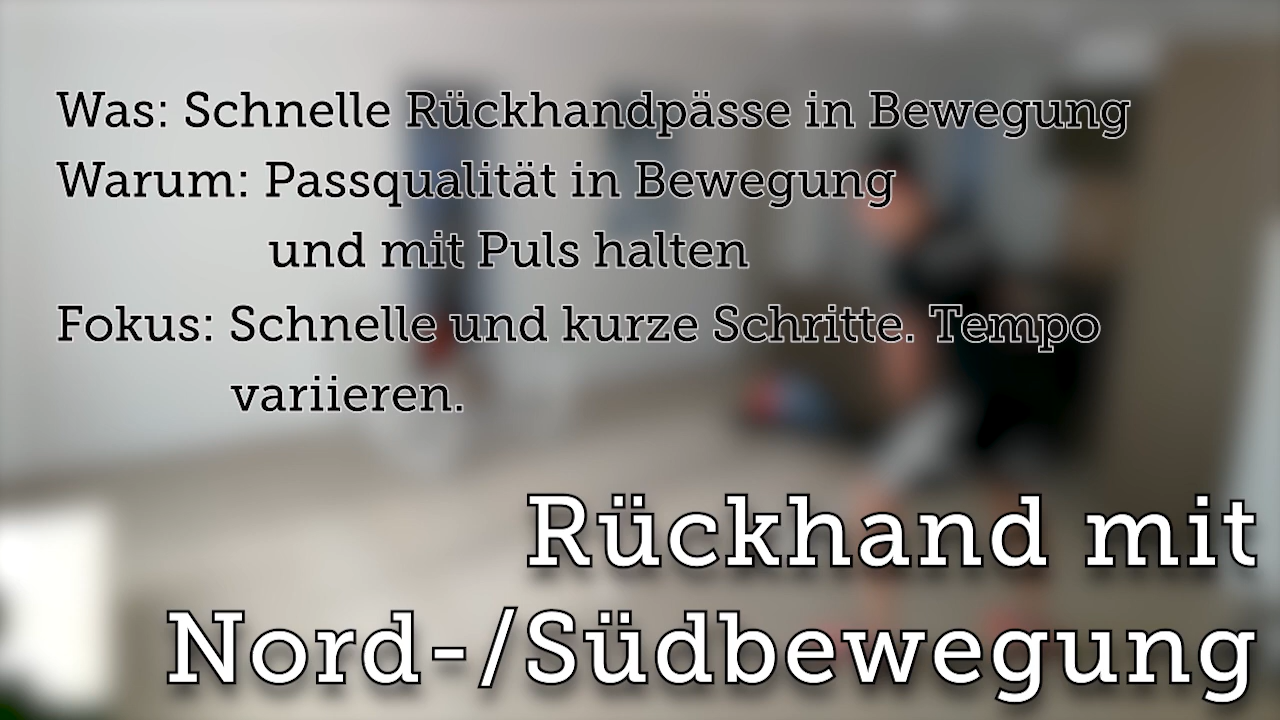 Was: Schnelle Rückhandpässe in Bewegung
Warum: Passqualität in Bewegung
und mit Puls halten
Fokus: Schnelle und kurze Schritte. Tempo
variieren.
Rückhand mit
Nord-/Südbewegung